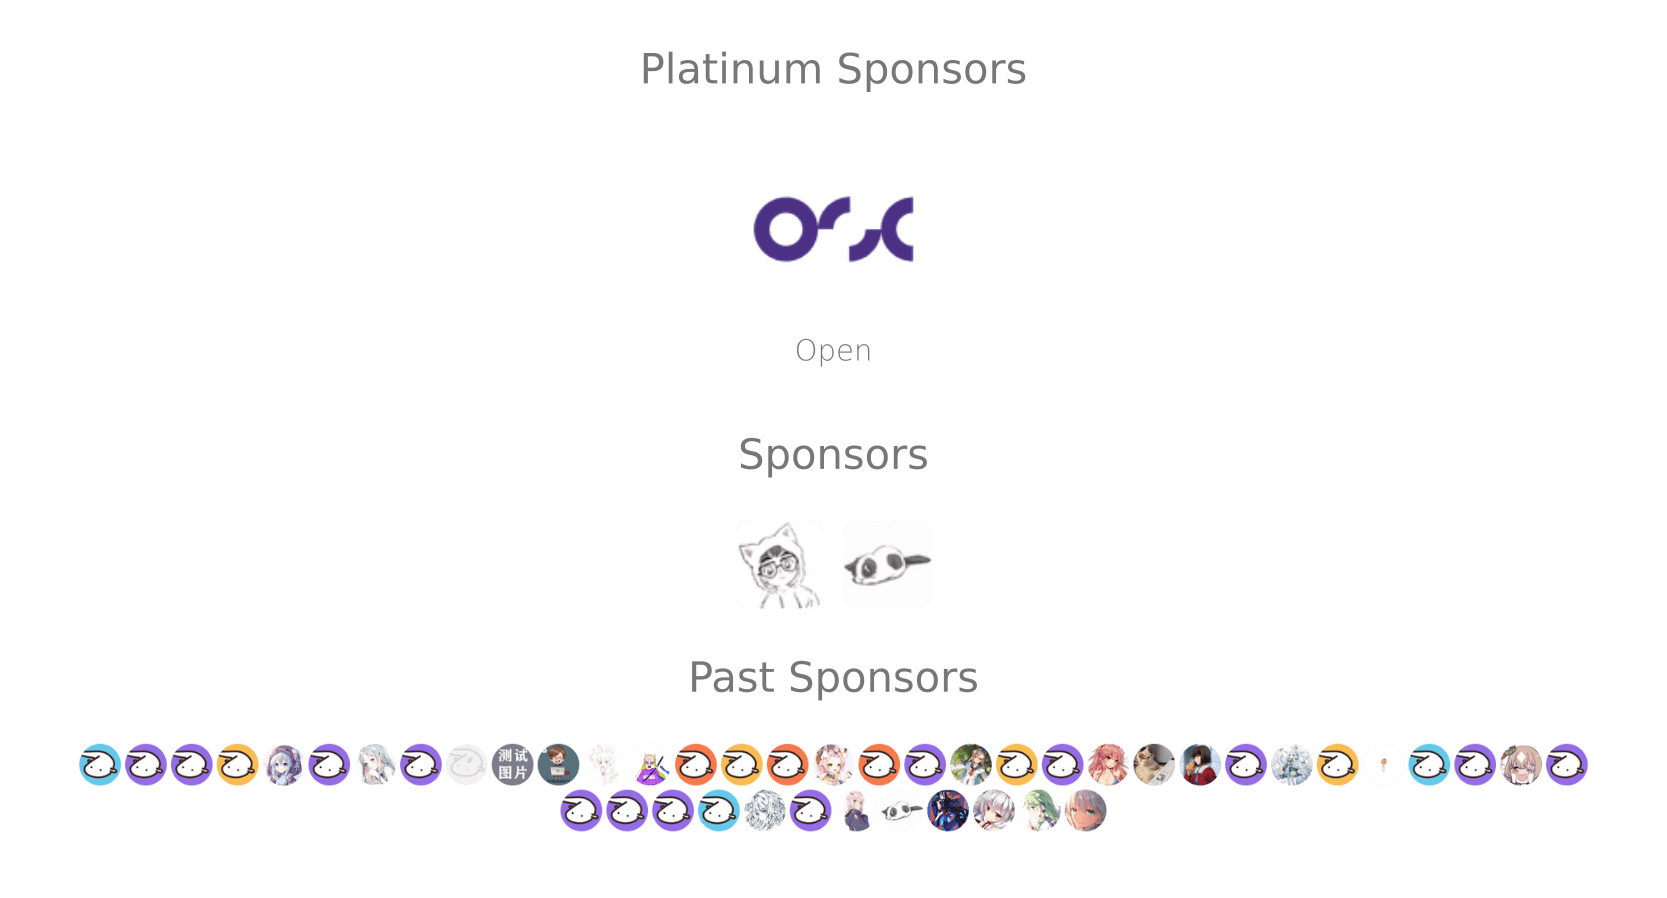 Platinum Sponsors
Open
Sponsors
Past Sponsors
测试
图片